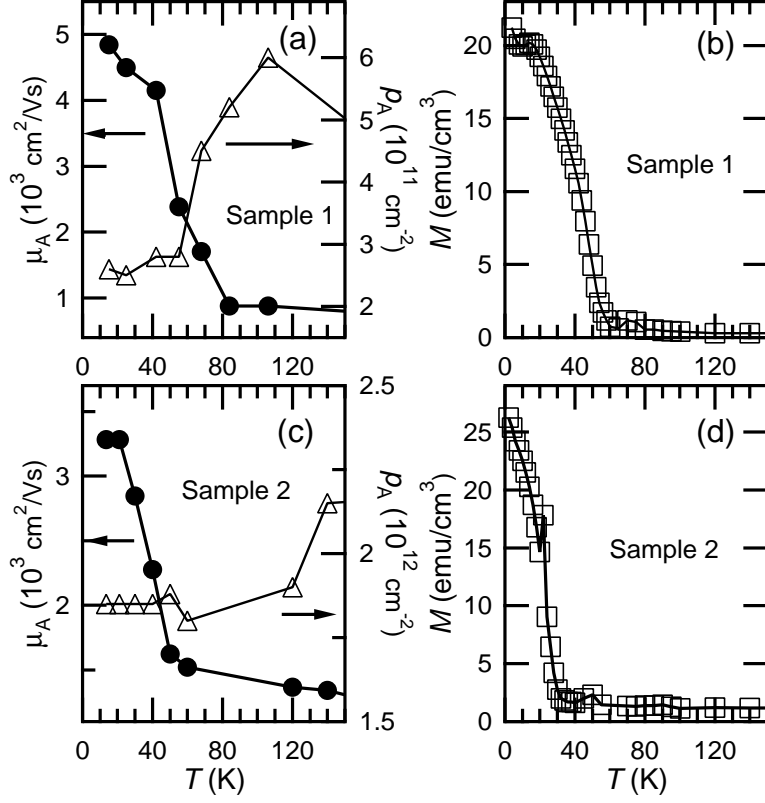 (a)
5
4
3
2
1
μA (10³ cm²/Vs)
6
5
4
3
2
pA (10¹¹ cm⁻²)
Sample 1
0 40 80 120
(b)
20
15
10
5
0
M (emu/cm³)
Sample 1
0 40 80 120
(c)
3
2
μA (10³ cm²/Vs)
2.5
2
1.5
pA (10¹² cm⁻²)
Sample 2
0 40 80 120
T (K)
(d)
25
20
15
10
5
0
M (emu/cm³)
Sample 2
0 40 80 120
T (K)